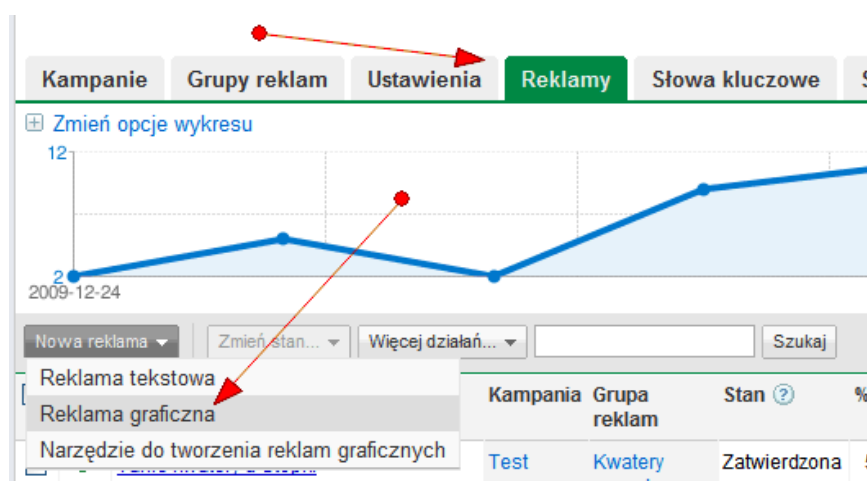 Kampanie Grupy reklam Ustawienia Reklamy Słowa kluczowe
Zmień opcje wykresu
12
2
2009-12-24
Nowa reklama Zmień stan... Więcej działań... Szukaj
Reklama tekstowa
Reklama graficzna
Narzędzie do tworzenia reklam graficznych
Kampania Grupa reklam Stan ? %
Test Kwatery Zatwierdzona